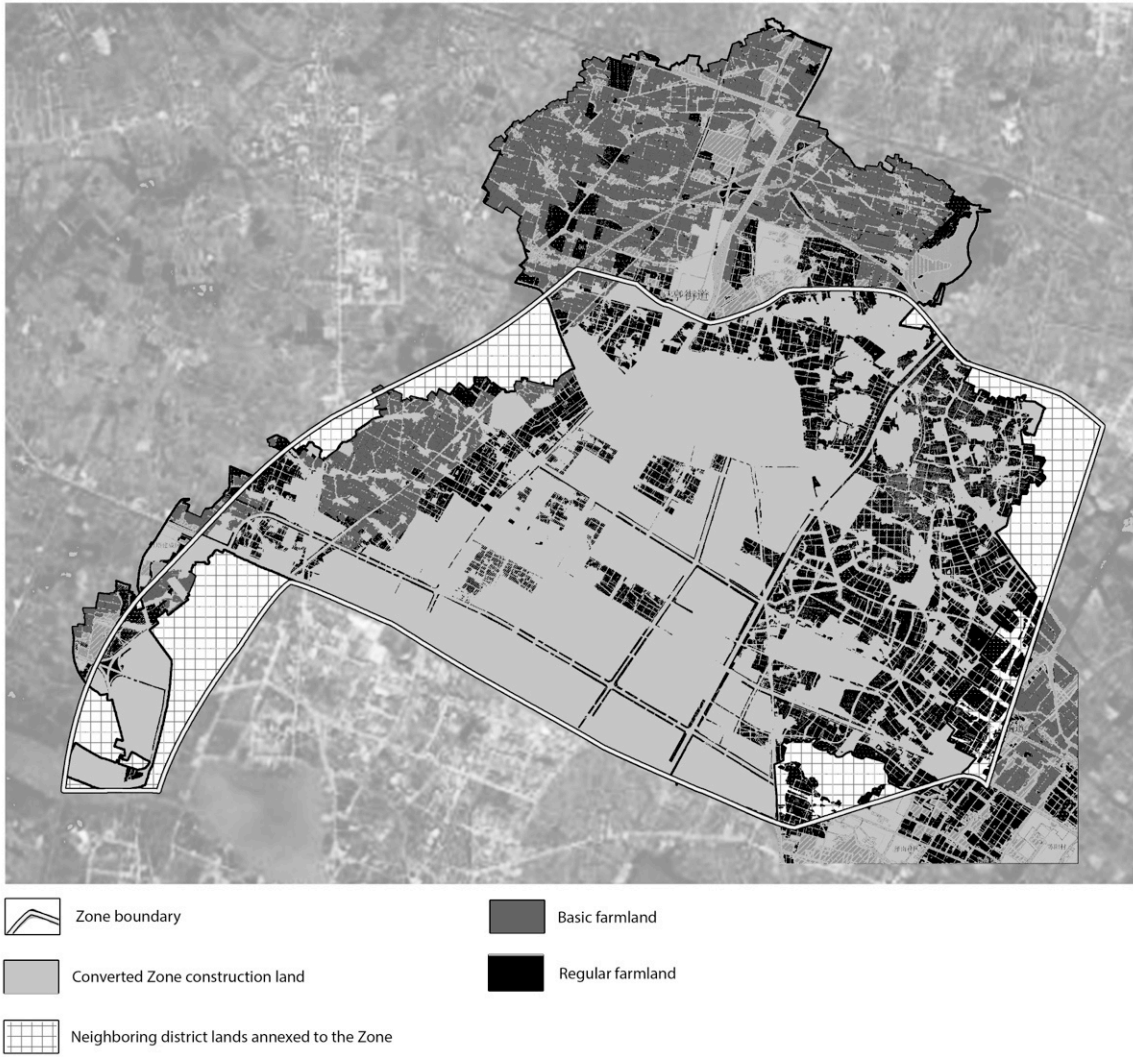 Zone boundary
Basic farmland
Converted Zone construction land
Regular farmland
Neighboring district lands annexed to the Zone